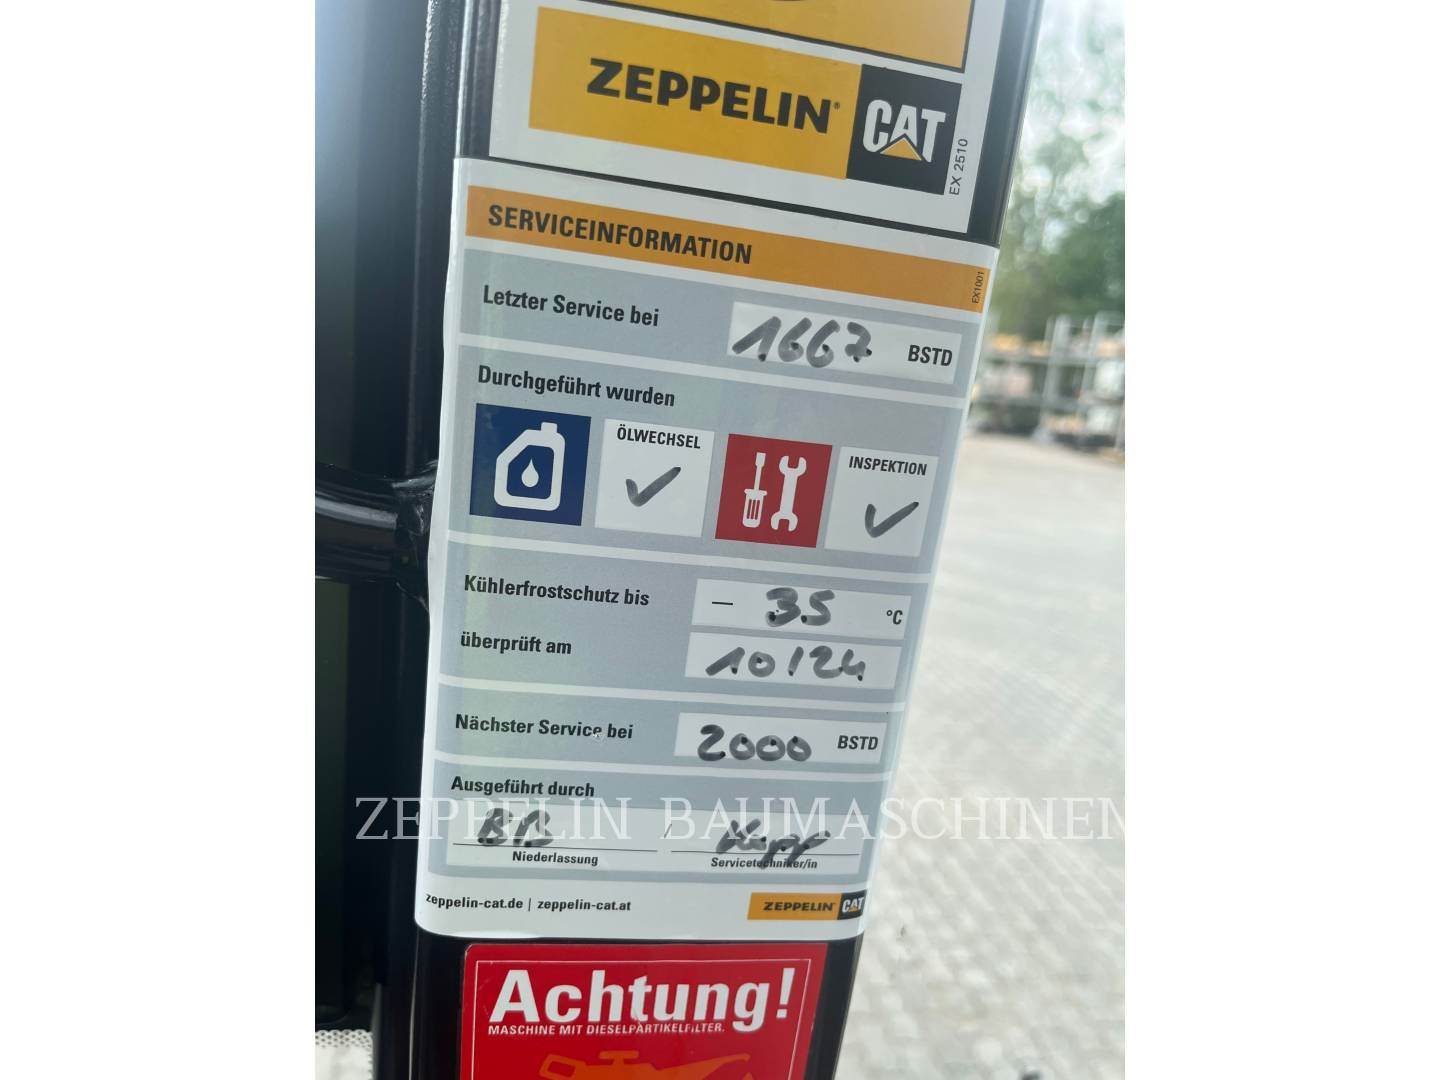 ZEPPELIN® CAT
EX 2510
SERVICEINFORMATION
EX1001
Letzter Service bei 1667 BSTD
Durchgeführt wurden
ÖLWECHSEL ✓ INSPEKTION ✓
Kühlerfrostschutz bis – 35 °C
überprüft am 10/24
Nächster Service bei 2000 BSTD
Ausgeführt durch
/
Niederlassung Servicetechniker/in
zeppelin-cat.de | zeppelin-cat.at ZEPPELIN CAT
ZEPPELIN BAUMASCHINEN
Achtung!
MASCHINE MIT DIESELPARTIKELFILTER.